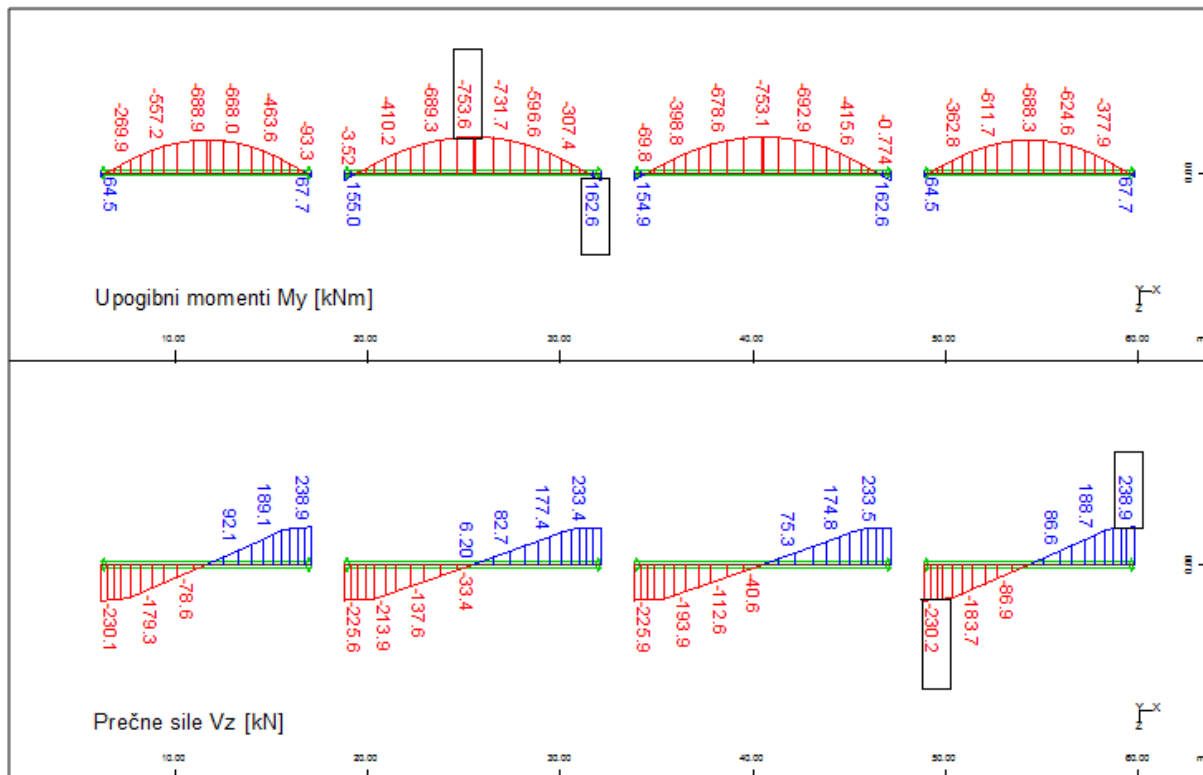 -269.9 -557.2 -688.9 -668.0 -463.6 -93.3 -3.52 -410.2 -689.3 -753.6 -731.7 -596.6 -307.4 -69.8 -398.8 -678.6 -753.1 -692.9 -415.6 -0.774 -362.8 -611.7 -688.3 -624.6 -377.9
64.5 67.7 155.0 162.6 154.9 162.6 64.5 67.7
Upogibni momenti My [kNm]
Y X
Z
10.00 20.00 30.00 40.00 50.00 60.00 m
92.1 189.1 238.9 6.20 82.7 177.4 233.4 75.3 174.8 233.5 86.6 188.7 238.9
-230.1 -179.3 -78.6 -225.6 -213.9 -137.6 -33.4 -225.9 -193.9 -112.6 -40.6 -230.2 -183.7 -86.9
Prečne sile Vz [kN]
Y X
Z
10.00 20.00 30.00 40.00 50.00 60.00 m